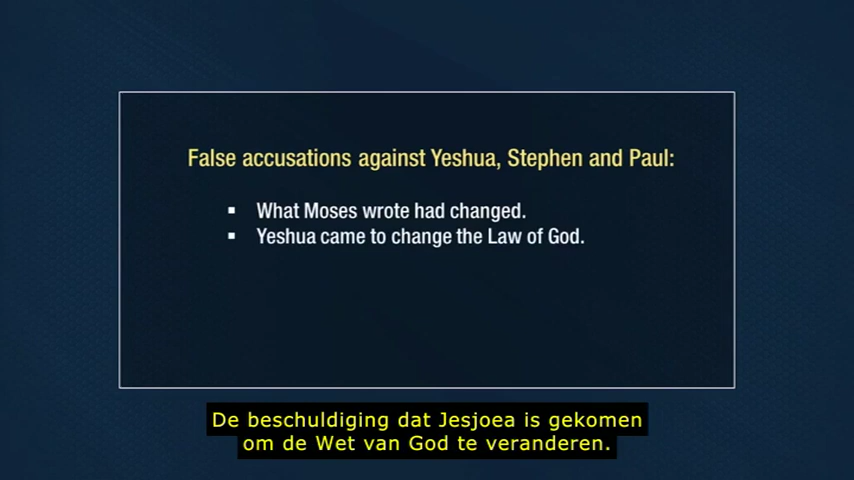 False accusations against Yeshua, Stephen and Paul:
▪ What Moses wrote had changed.
▪ Yeshua came to change the Law of God.
De beschuldiging dat Jesjoea is gekomen
om de Wet van God te veranderen.